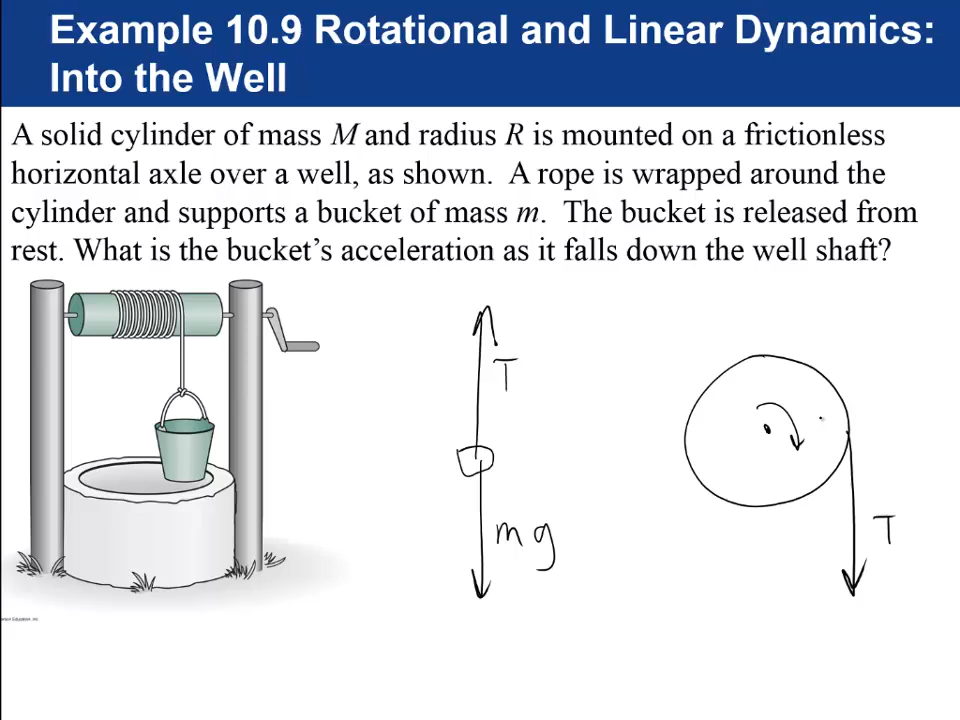 Example 10.9 Rotational and Linear Dynamics:
Into the Well
A solid cylinder of mass M and radius R is mounted on a frictionless
horizontal axle over a well, as shown.  A rope is wrapped around the
cylinder and supports a bucket of mass m.  The bucket is released from
rest. What is the bucket’s acceleration as it falls down the well shaft?
T
mg
T